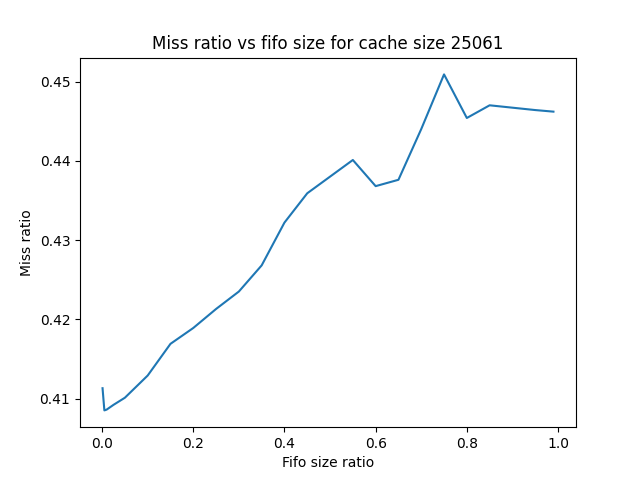 Miss ratio vs fifo size for cache size 25061
0.45
0.44
0.43
0.42
0.41
Miss ratio
0.0 0.2 0.4 0.6 0.8 1.0
Fifo size ratio